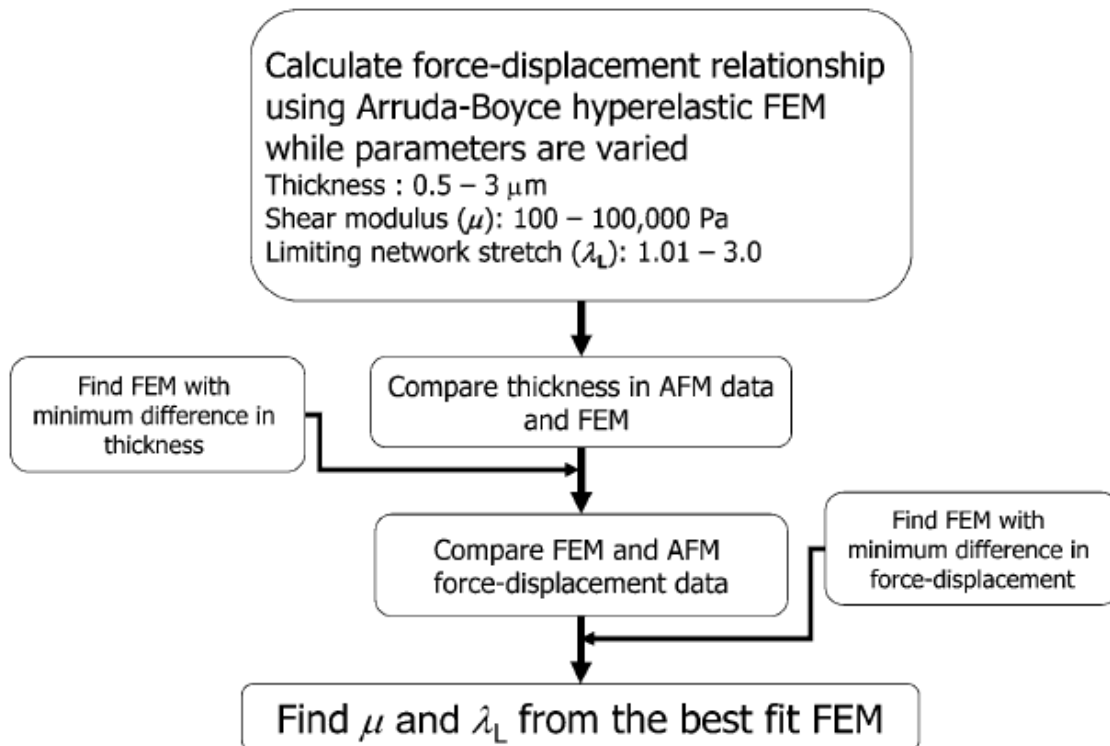 Calculate force-displacement relationship
using Arruda-Boyce hyperelastic FEM
while parameters are varied
Thickness : 0.5 – 3 μm
Shear modulus (μ): 100 – 100,000 Pa
Limiting network stretch (λL): 1.01 – 3.0
Find FEM with
minimum difference in
thickness
Compare thickness in AFM data
and FEM
Compare FEM and AFM
force-displacement data
Find FEM with
minimum difference in
force-displacement
Find μ and λL from the best fit FEM